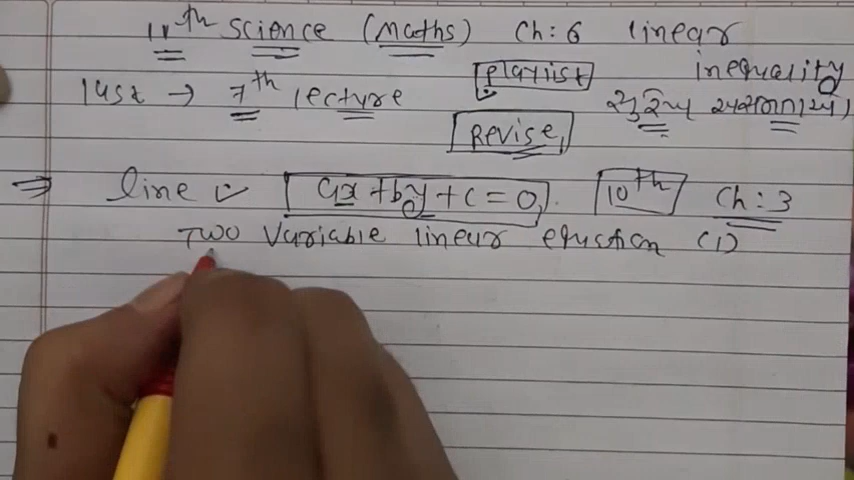 11th science (Maths) Ch: 6 linear
inequality
last → 7th lecture playlist સુરેખ અસમતાઓ
Revise
⇒ line ax + by + c = 0. 10th Ch: 3
Two Variable linear equation (1)